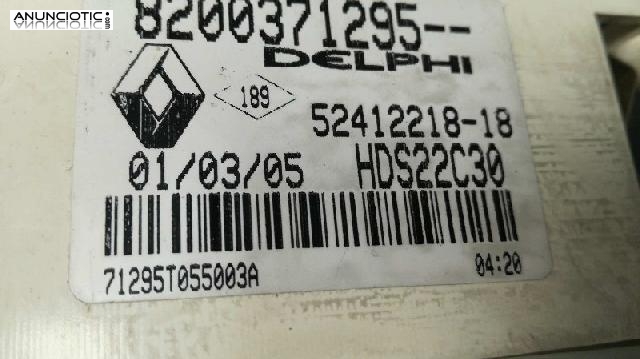 ANUNCIOTIC.com
8200371295--
DELPHI
189
52412218-18
01/03/05 HDS22C30
71295T055003A
04:20